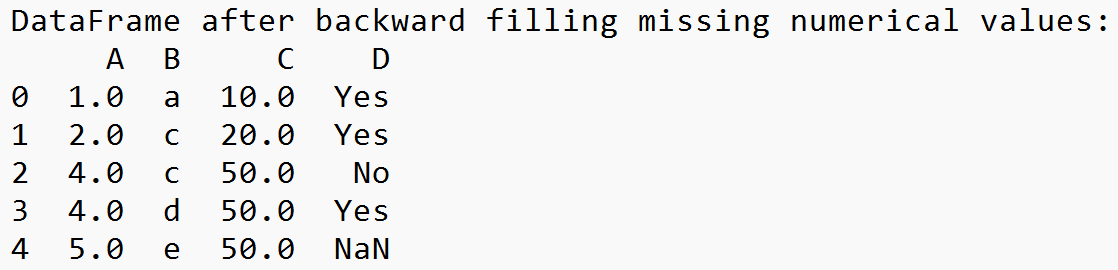 DataFrame after backward filling missing numerical values:
     A  B     C    D
0  1.0  a  10.0  Yes
1  2.0  c  20.0  Yes
2  4.0  c  50.0   No
3  4.0  d  50.0  Yes
4  5.0  e  50.0  NaN